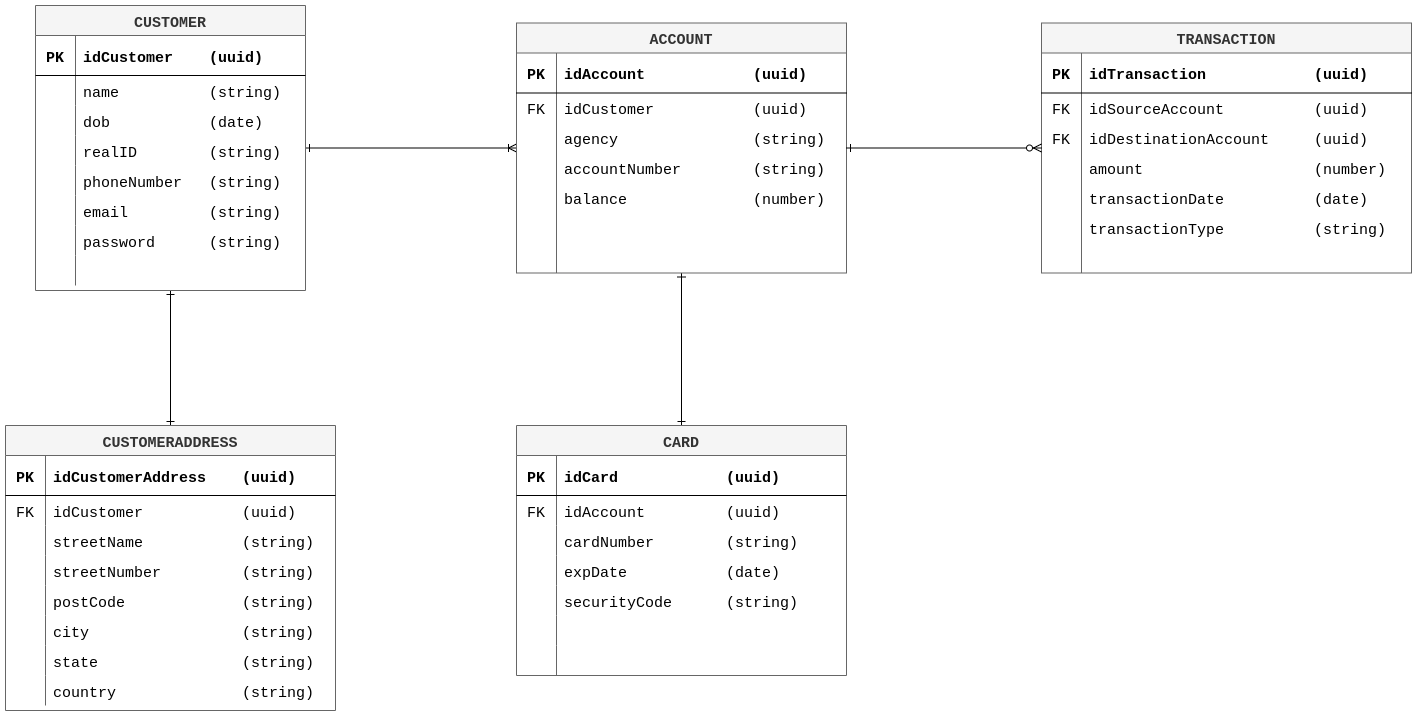 CUSTOMER
PK idCustomer (uuid)
name (string)
dob (date)
realID (string)
phoneNumber (string)
email (string)
password (string)
ACCOUNT
PK idAccount (uuid)
FK idCustomer (uuid)
agency (string)
accountNumber (string)
balance (number)
TRANSACTION
PK idTransaction (uuid)
FK idSourceAccount (uuid)
FK idDestinationAccount (uuid)
amount (number)
transactionDate (date)
transactionType (string)
CUSTOMERADDRESS
PK idCustomerAddress (uuid)
FK idCustomer (uuid)
streetName (string)
streetNumber (string)
postCode (string)
city (string)
state (string)
country (string)
CARD
PK idCard (uuid)
FK idAccount (uuid)
cardNumber (string)
expDate (date)
securityCode (string)